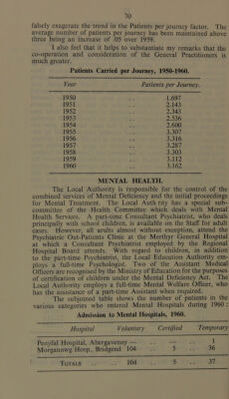 70
falsely exagerate the trend in the Patients per journey factor. The
average number of patients per journey has been maintained above
three being an increase of .05 over 1959.
I also feel that it helps to substantiate my remarks that the
co-operation and consideration of the General Practitioners is
much greater.
Patients Carried per Journey, 1950-1960.
Year Patients per Journey.
1950 .. 1.697
1951 .. 2.143
1952 .. 2.343
1953 .. 2.536
1954 .. 2.600
1955 .. 3.307
1956 .. 3.316
1957 .. 3.287
1958 .. 3.303
1959 .. 3.112
1960 .. 3.162
MENTAL HEALTH.
The Local Authority is responsible for the control of the
combined services of Mental Deficiency and the initial proceedings
for Mental Treatment. The Local Authority has a special sub-
committee of the Health Committee which deals with Mental
Health Services. A part-time Consultant Psychiatrist, who deals
principally with school children, is available on the Staff for adult
cases. However, all adults almost without exception, attend the
Psychiatric Out-Patients Clinic at the Merthyr General Hospital
at which a Consultant Psychiatrist employed by the Regional
Hospital Board attends. With regard to children, in addition
to the part-time Psychiatrist, the Local Education Authority em-
ploys a full-time Psychologist. Two of the Assistant Medical
Officers are recognised by the Ministry of Education for the purposes
of certification of children under the Mental Deficiency Act. The
Local Authority employs a full-time Mental Welfare Officer, who
has the assistance of a part-time Assistant when required.
The subjoined table shows the number of patients in the
various categories who entered Mental Hospitals during 1960 :
Admission to Mental Hospitals, 1960.
Hospital Voluntary Certified Temporary
Penyfal Hospital, Abergavenny — .. — .. 1
Morgannwg Hosp., Bridgend 104 .. 5 .. 36
TOTALS .. .. 104 .. 5 .. 37